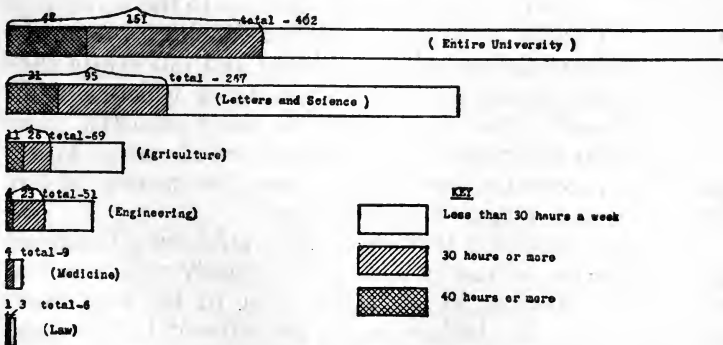 48 151 total - 402
( Entire University )
31 95 total - 267
(Letters and Science )
11 26 total-69
(Agriculture)
23 total-51
(Engineering)
4 total-9
(Medicine)
1 3 total-6
(Law)
KEY
Less than 30 hours a week
30 hours or more
40 hours or more